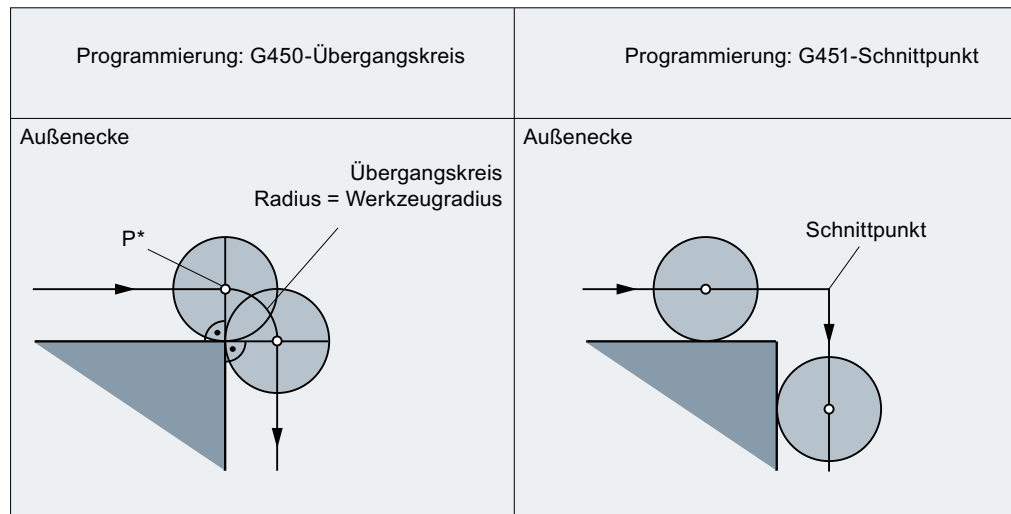 Programmierung: G450-Übergangskreis
Programmierung: G451-Schnittpunkt
Außenecke
Übergangskreis
Radius = Werkzeugradius
P*
Außenecke
Schnittpunkt